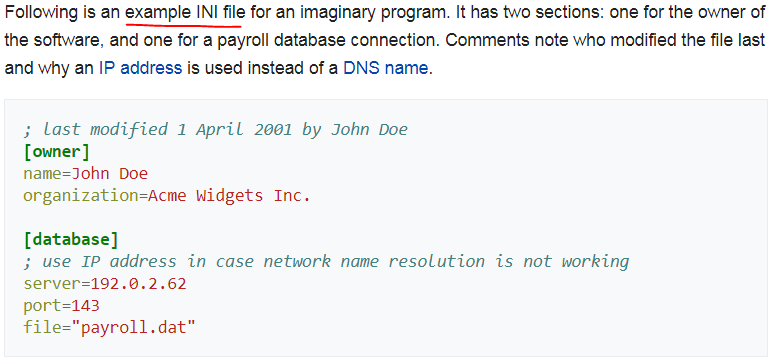 Following is an example INI file for an imaginary program. It has two sections: one for the owner of
the software, and one for a payroll database connection. Comments note who modified the file last
and why an IP address is used instead of a DNS name.
; last modified 1 April 2001 by John Doe
[owner]
name=John Doe
organization=Acme Widgets Inc.
[database]
; use IP address in case network name resolution is not working
server=192.0.2.62
port=143
file="payroll.dat"